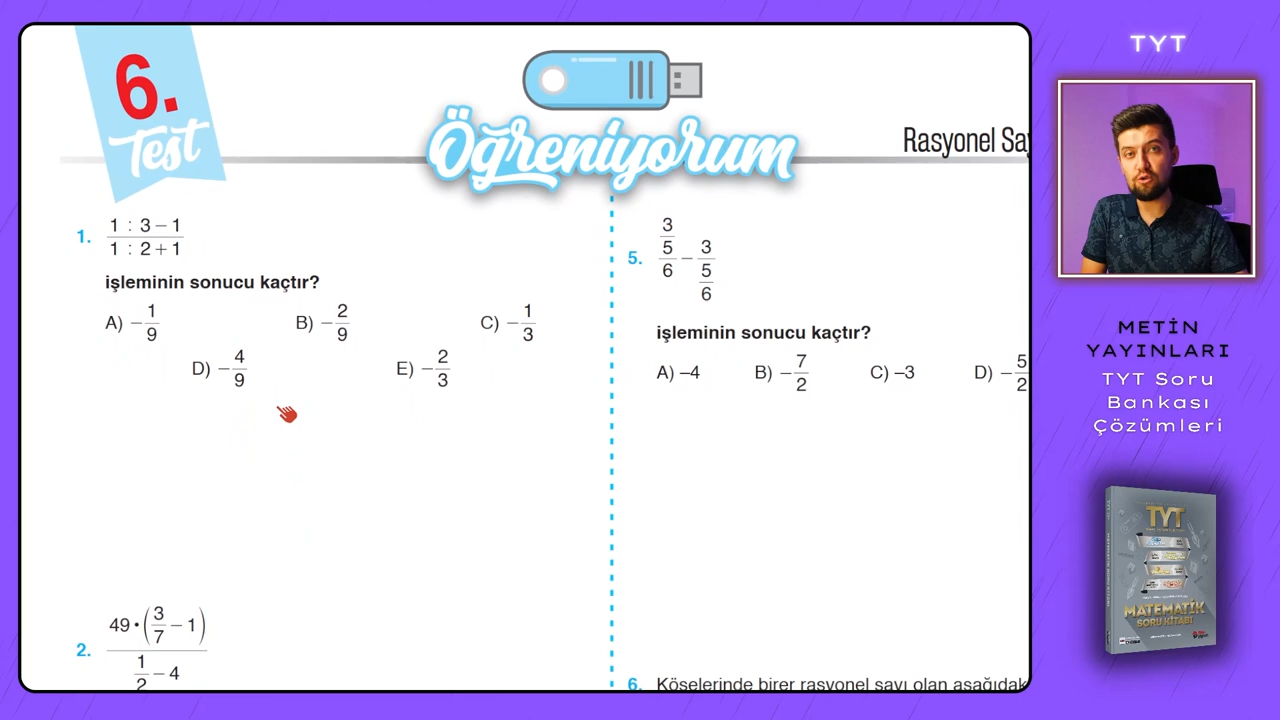 6.
Test
Öğreniyorum
Rasyonel Say
1. 1 : 3 − 1
1 : 2 + 1
işleminin sonucu kaçtır?
A) −1/9 B) −2/9 C) −1/3
D) −4/9 E) −2/3
2. 49 • (3/7 − 1)
1/2 − 4
5. 3/5/6 − 3/5/6
işleminin sonucu kaçtır?
A) −4 B) −7/2 C) −3 D) −5/2
6. Köşelerinde birer rasyonel sayı olan aşağıdak
TYT
METİN
YAYINLARI
TYT Soru
Bankası
Çözümleri
TYT
MATEMATİK
SORU KİTABI